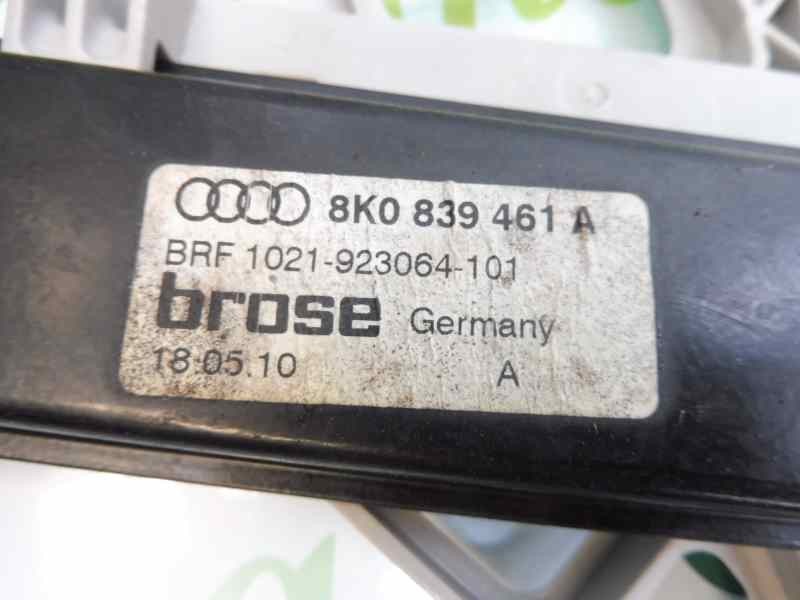 8K0 839 461 A
BRF 1021-923064-101
brose Germany
18.05.10 A